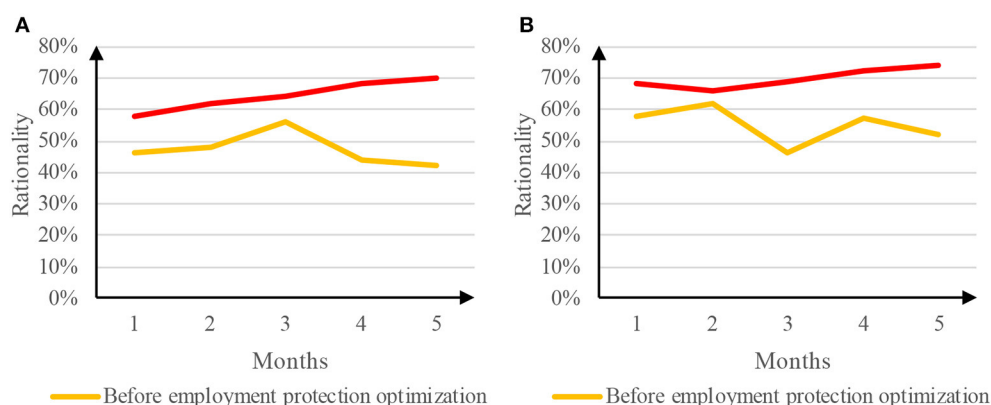 A
80%
70%
60%
50%
40%
30%
20%
10%
0%
Rationality
1 2 3 4 5
Months
Before employment protection optimization
B
80%
70%
60%
50%
40%
30%
20%
10%
0%
Rationality
1 2 3 4 5
Months
Before employment protection optimization